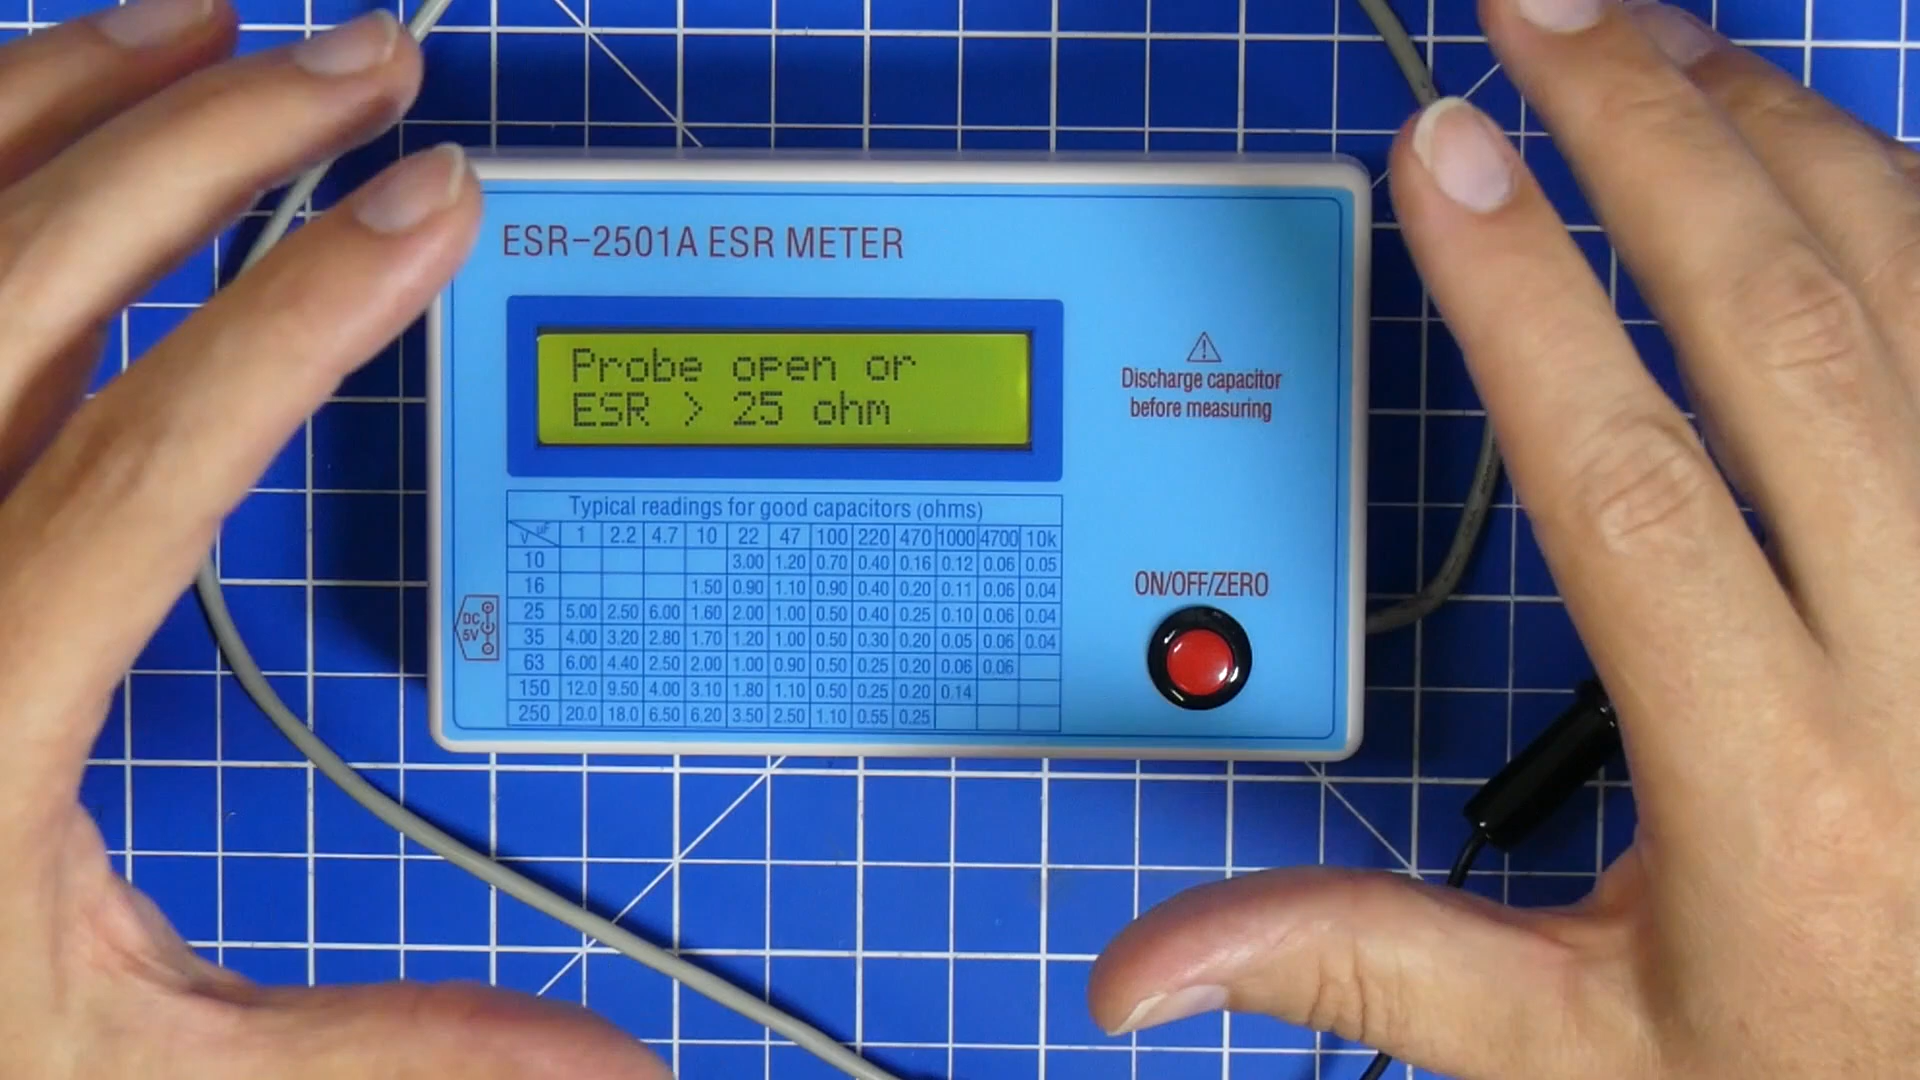 ESR-2501A ESR METER
Probe open or
ESR > 25 ohm
Discharge capacitor
before measuring
Typical readings for good capacitors (ohms)
V µF 1 2.2 4.7 10 22 47 100 220 470 1000 4700 10k
10 3.00 1.20 0.70 0.40 0.16 0.12 0.06 0.05
16 1.50 0.90 1.10 0.90 0.40 0.20 0.11 0.06 0.04
25 5.00 2.50 6.00 1.60 2.00 1.00 0.50 0.40 0.25 0.10 0.06 0.04
35 4.00 3.20 2.80 1.70 1.20 1.00 0.50 0.30 0.20 0.05 0.06 0.04
63 6.00 4.40 2.50 2.00 1.00 0.90 0.50 0.25 0.20 0.06 0.06
150 12.0 9.50 4.00 3.10 1.80 1.10 0.50 0.25 0.20 0.14
250 20.0 18.0 6.50 6.20 3.50 2.50 1.10 0.55 0.25
DC
5V
ON/OFF/ZERO